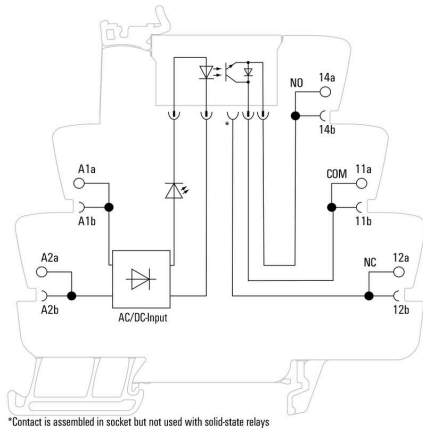 NO
14a
14b
*
A1a
A1b
COM
11a
11b
A2a
A2b
NC
12a
12b
AC/DC-Input
*Contact is assembled in socket but not used with solid-state relays